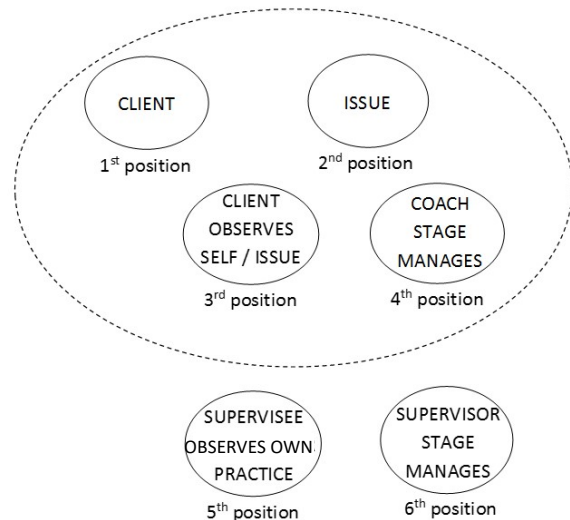 CLIENT
1st position
ISSUE
2nd position
CLIENT
OBSERVES
SELF / ISSUE
3rd position
COACH
STAGE
MANAGES
4th position
SUPERVISEE
OBSERVES OWN
PRACTICE
5th position
SUPERVISOR
STAGE
MANAGES
6th position